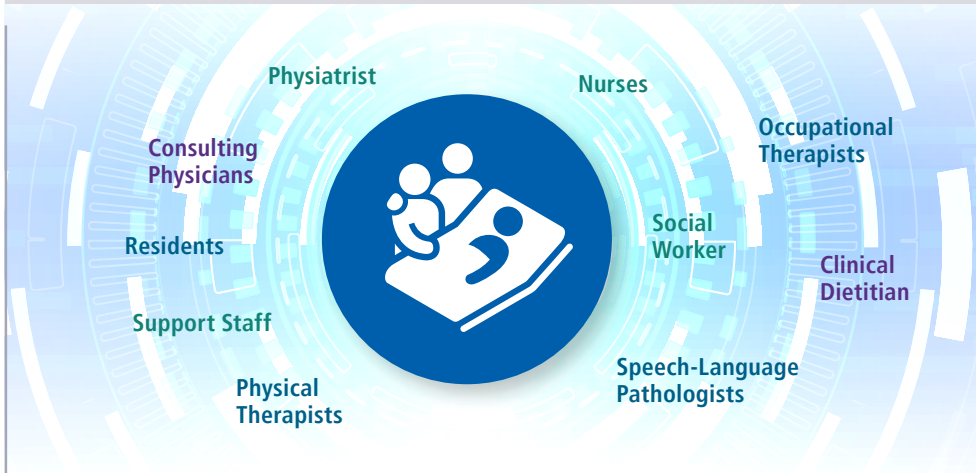 Physiatrist
Nurses
Occupational
Therapists
Consulting
Physicians
Social
Worker
Residents
Clinical
Dietitian
Support Staff
Speech-Language
Pathologists
Physical
Therapists